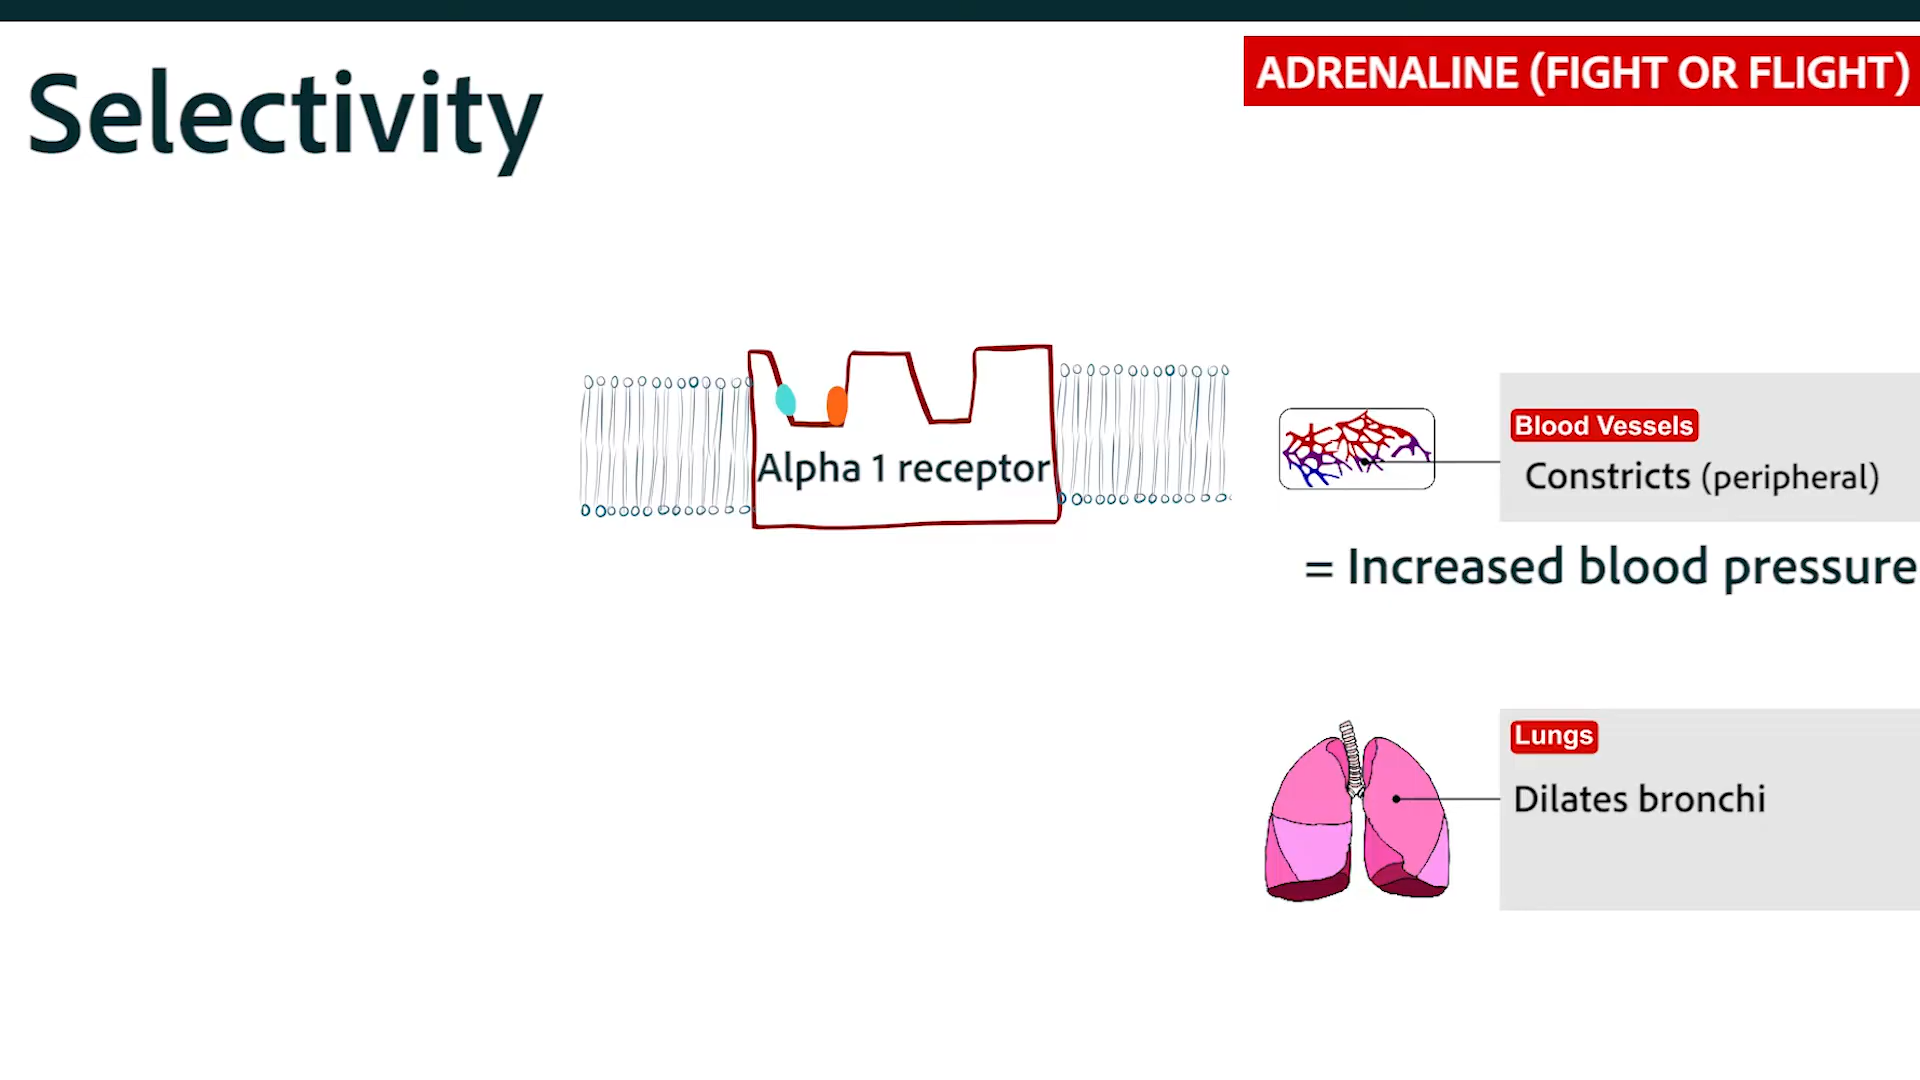 Selectivity
ADRENALINE (FIGHT OR FLIGHT)
Alpha 1 receptor
Blood Vessels
Constricts (peripheral)
= Increased blood pressure
Lungs
Dilates bronchi